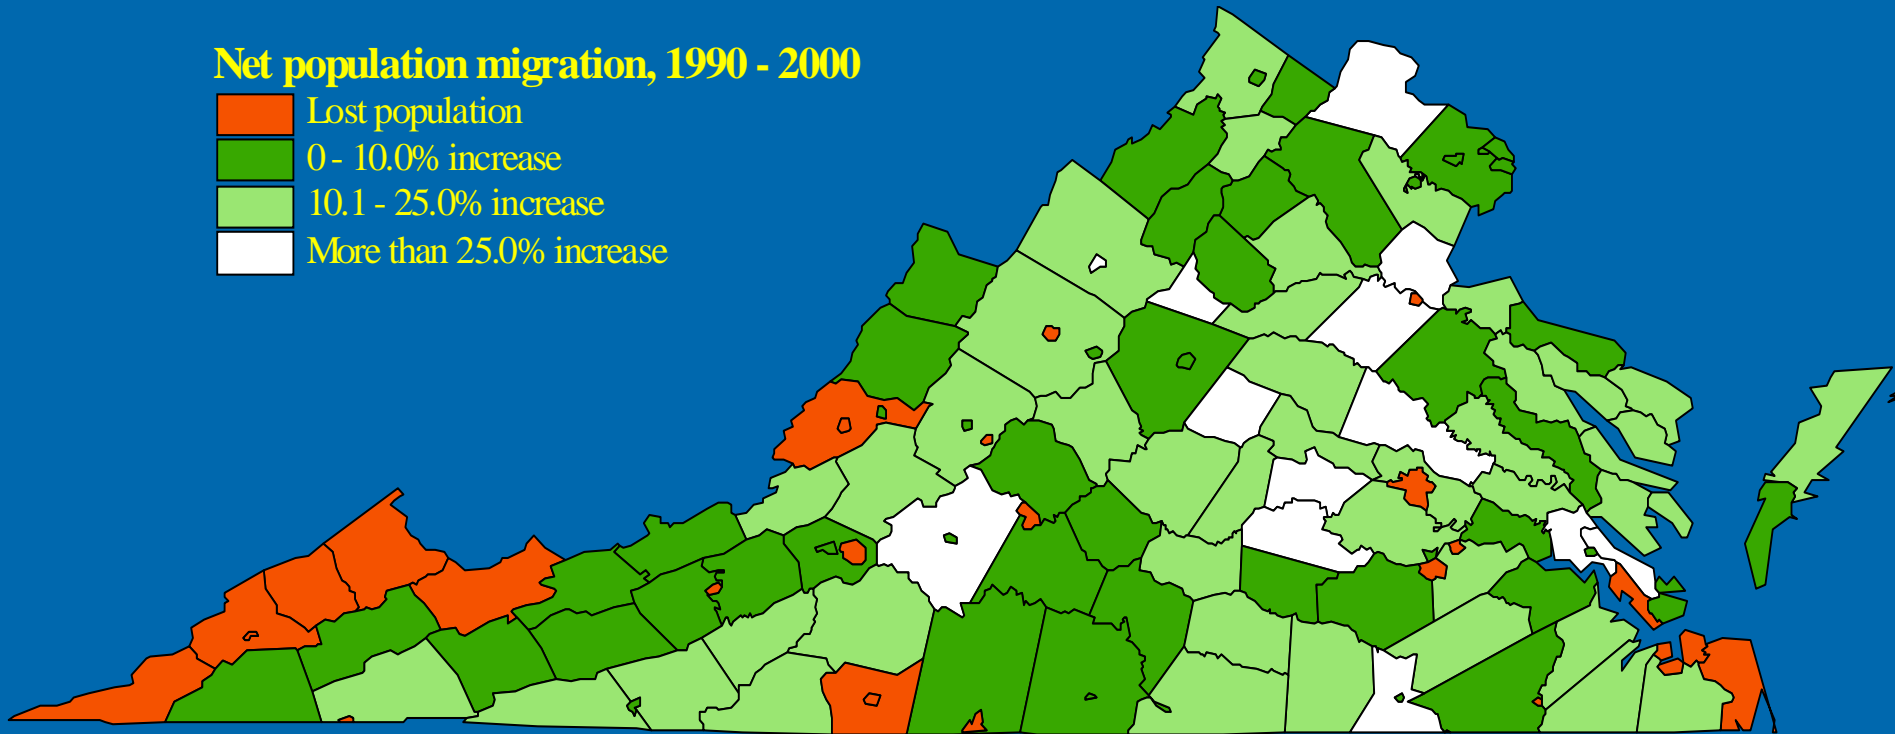 Net population migration, 1990 - 2000
Lost population
0 - 10.0% increase
10.1 - 25.0% increase
More than 25.0% increase